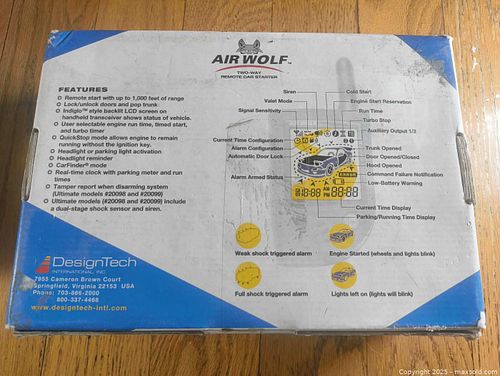 AIR WOLF™
TWO-WAY
REMOTE CAR STARTER
FEATURES
Remote start with up to 1,000 feet of range
Lock/unlock doors and pop trunk
Indiglo™ style backlit LCD screen on
handheld transceiver shows status of vehicle.
User selectable engine run time, timed start,
and turbo timer
QuickStop mode allows engine to remain
running without the ignition key.
Headlight or parking light activation
Headlight reminder
CarFinder® mode
Real-time clock with parking meter and run
times
Tamper report when disarming system
(Ultimate models #20098 and #20099)
Ultimate models (#20098 and #20099) include
a dual-stage shock sensor and siren.
Siren
Valet Mode
Signal Sensitivity
Current Time Configuration
Alarm Configuration
Automatic Door Lock
Alarm Armed Status
Cold Start
Engine Start Reservation
Run Time
Turbo Stop
Auxiliary Output 1/2
Trunk Opened
Door Opened/Closed
Hood Opened
Command Failure Notification
Low-Battery Warning
Current Time Display
Parking/Running Time Display
Weak shock triggered alarm
Engine Started (wheels and lights blink)
Full shock triggered alarm
Lights left on (lights will blink)
DesignTech
INTERNATIONAL, INC.
7955 Cameron Brown Court
Springfield, Virginia 22153 USA
Phone: 703-866-2000
800-337-4468
www.designtech-intl.com
Copyright 2025 - maxsold.com